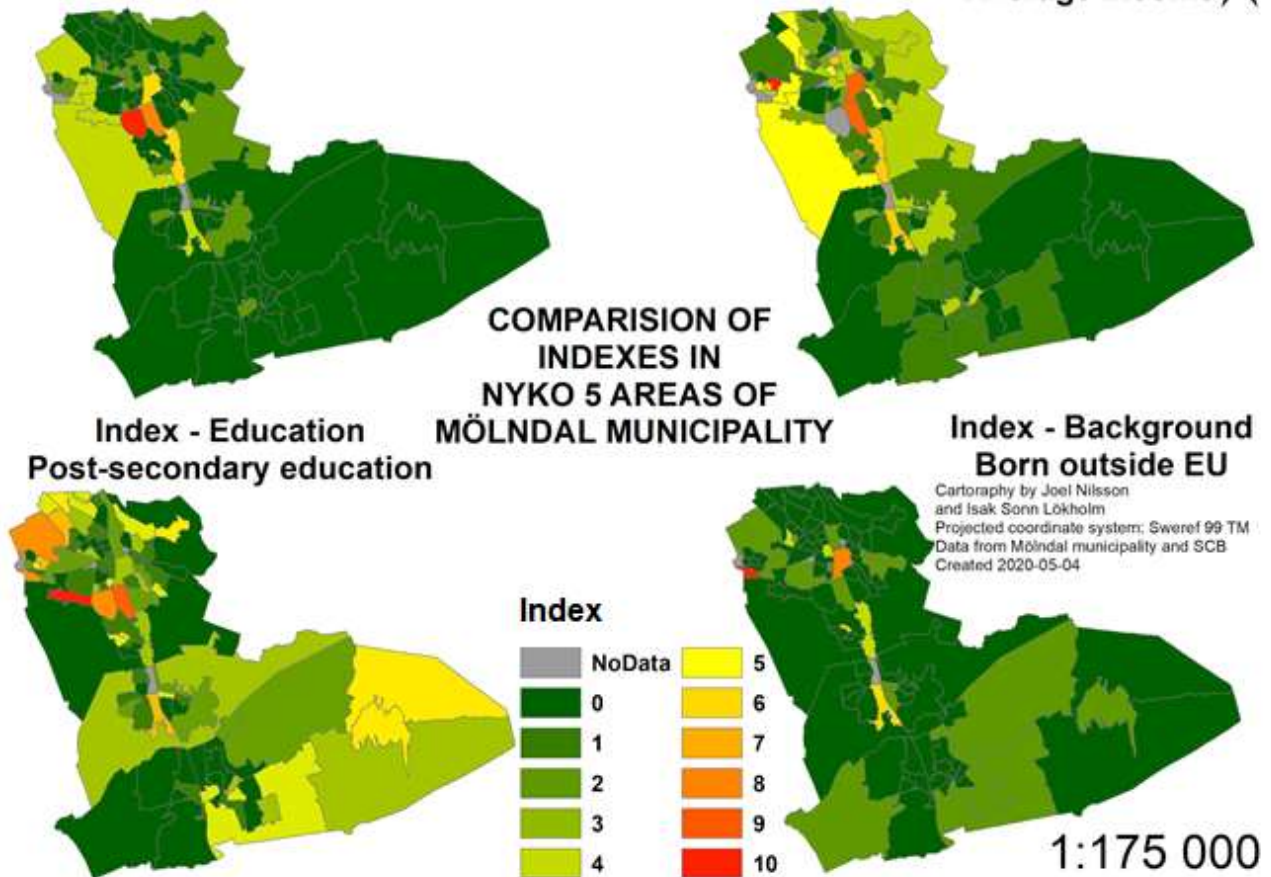 COMPARISION OF
INDEXES IN
NYKO 5 AREAS OF
MÖLNDAL MUNICIPALITY
Index - Education
Post-secondary education
Index - Background
Born outside EU
Cartoraphy by Joel Nilsson
and Isak Sonn Lökholm
Projected coordinate system: Sweref 99 TM
Data from Mölndal municipality and SCB
Created 2020-05-04
Index
NoData
0
1
2
3
4
5
6
7
8
9
10
1:175 000